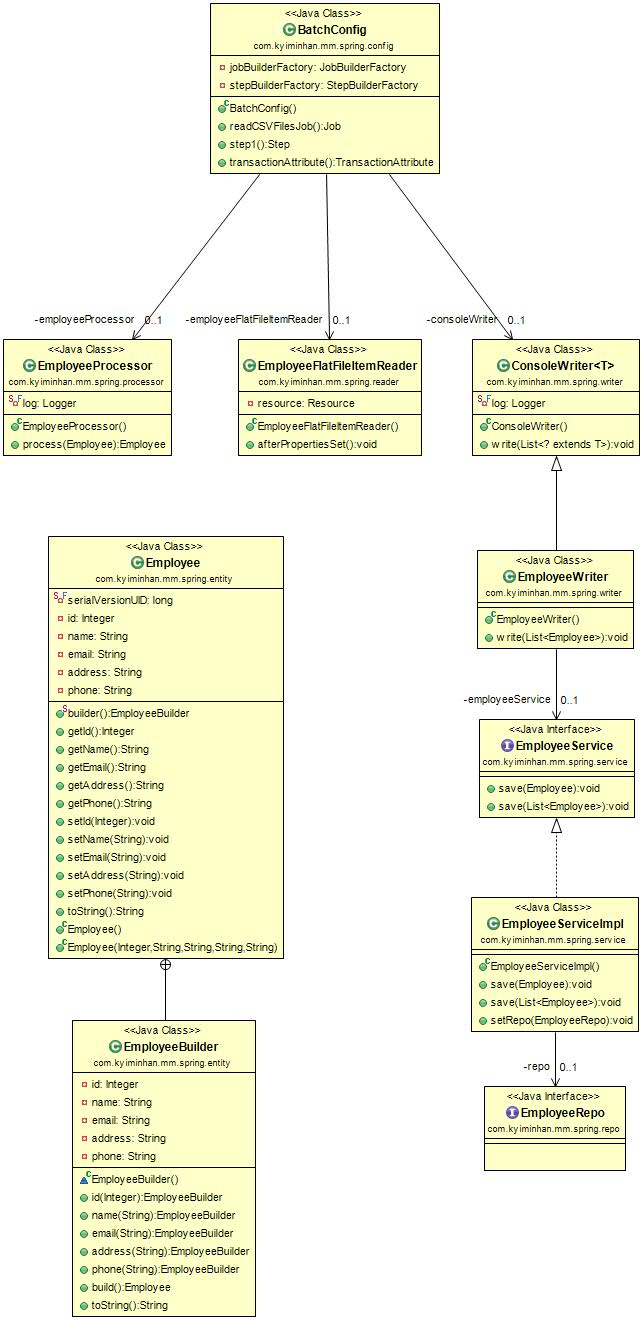 <<Java Class>>
BatchConfig
com.kyiminhan.mm.spring.config
jobBuilderFactory: JobBuilderFactory
stepBuilderFactory: StepBuilderFactory
BatchConfig()
readCSVFilesJob():Job
step1():Step
transactionAttribute():TransactionAttribute
-employeeProcessor 0..1
-employeeFlatFileItemReader 0..1
-consoleWriter 0..1
<<Java Class>>
EmployeeProcessor
com.kyiminhan.mm.spring.processor
log: Logger
EmployeeProcessor()
process(Employee):Employee
<<Java Class>>
EmployeeFlatFileItemReader
com.kyiminhan.mm.spring.reader
resource: Resource
EmployeeFlatFileItemReader()
afterPropertiesSet():void
<<Java Class>>
ConsoleWriter<T>
com.kyiminhan.mm.spring.writer
log: Logger
ConsoleWriter()
write(List<? extends T>):void
<<Java Class>>
Employee
com.kyiminhan.mm.spring.entity
serialVersionUID: long
id: Integer
name: String
email: String
address: String
phone: String
builder():EmployeeBuilder
getId():Integer
getName():String
getEmail():String
getAddress():String
getPhone():String
setId(Integer):void
setName(String):void
setEmail(String):void
setAddress(String):void
setPhone(String):void
toString():String
Employee()
Employee(Integer,String,String,String,String)
<<Java Class>>
EmployeeWriter
com.kyiminhan.mm.spring.writer
EmployeeWriter()
write(List<Employee>):void
-employeeService 0..1
<<Java Interface>>
EmployeeService
com.kyiminhan.mm.spring.service
save(Employee):void
save(List<Employee>):void
<<Java Class>>
EmployeeServiceImpl
com.kyiminhan.mm.spring.service
EmployeeServiceImpl()
save(Employee):void
save(List<Employee>):void
setRepo(EmployeeRepo):void
-repo 0..1
<<Java Interface>>
EmployeeRepo
com.kyiminhan.mm.spring.repo
<<Java Class>>
EmployeeBuilder
com.kyiminhan.mm.spring.entity
id: Integer
name: String
email: String
address: String
phone: String
EmployeeBuilder()
id(Integer):EmployeeBuilder
name(String):EmployeeBuilder
email(String):EmployeeBuilder
address(String):EmployeeBuilder
phone(String):EmployeeBuilder
build():Employee
toString():String